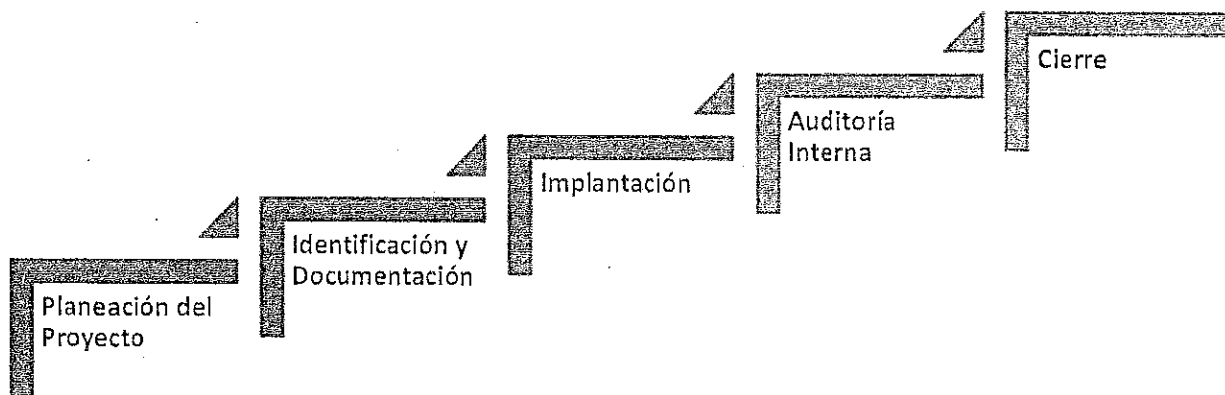 Planeación del
Proyecto
Identificación y
Documentación
Implantación
Auditoría
Interna
Cierre